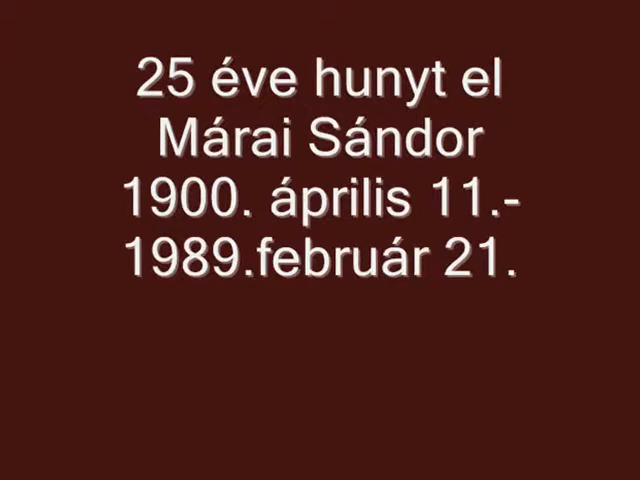 25 éve hunyt el
Márai Sándor
1900. április 11.-
1989.február 21.